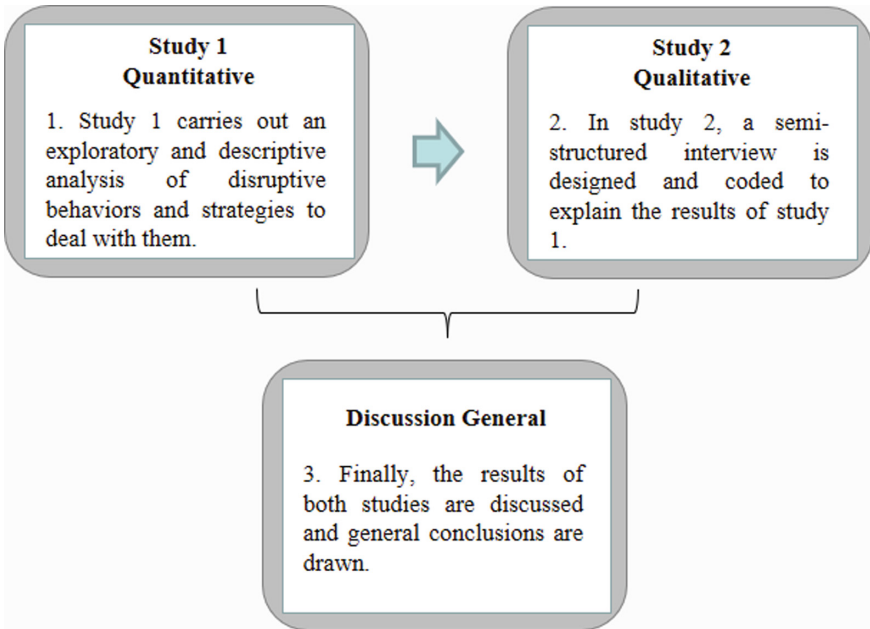 Study 1
Quantitative
1. Study 1 carries out an
exploratory and descriptive
analysis of disruptive
behaviors and strategies to
deal with them.
Study 2
Qualitative
2. In study 2, a semi-
structured interview is
designed and coded to
explain the results of study
1.
Discussion General
3. Finally, the results of
both studies are discussed
and general conclusions are
drawn.